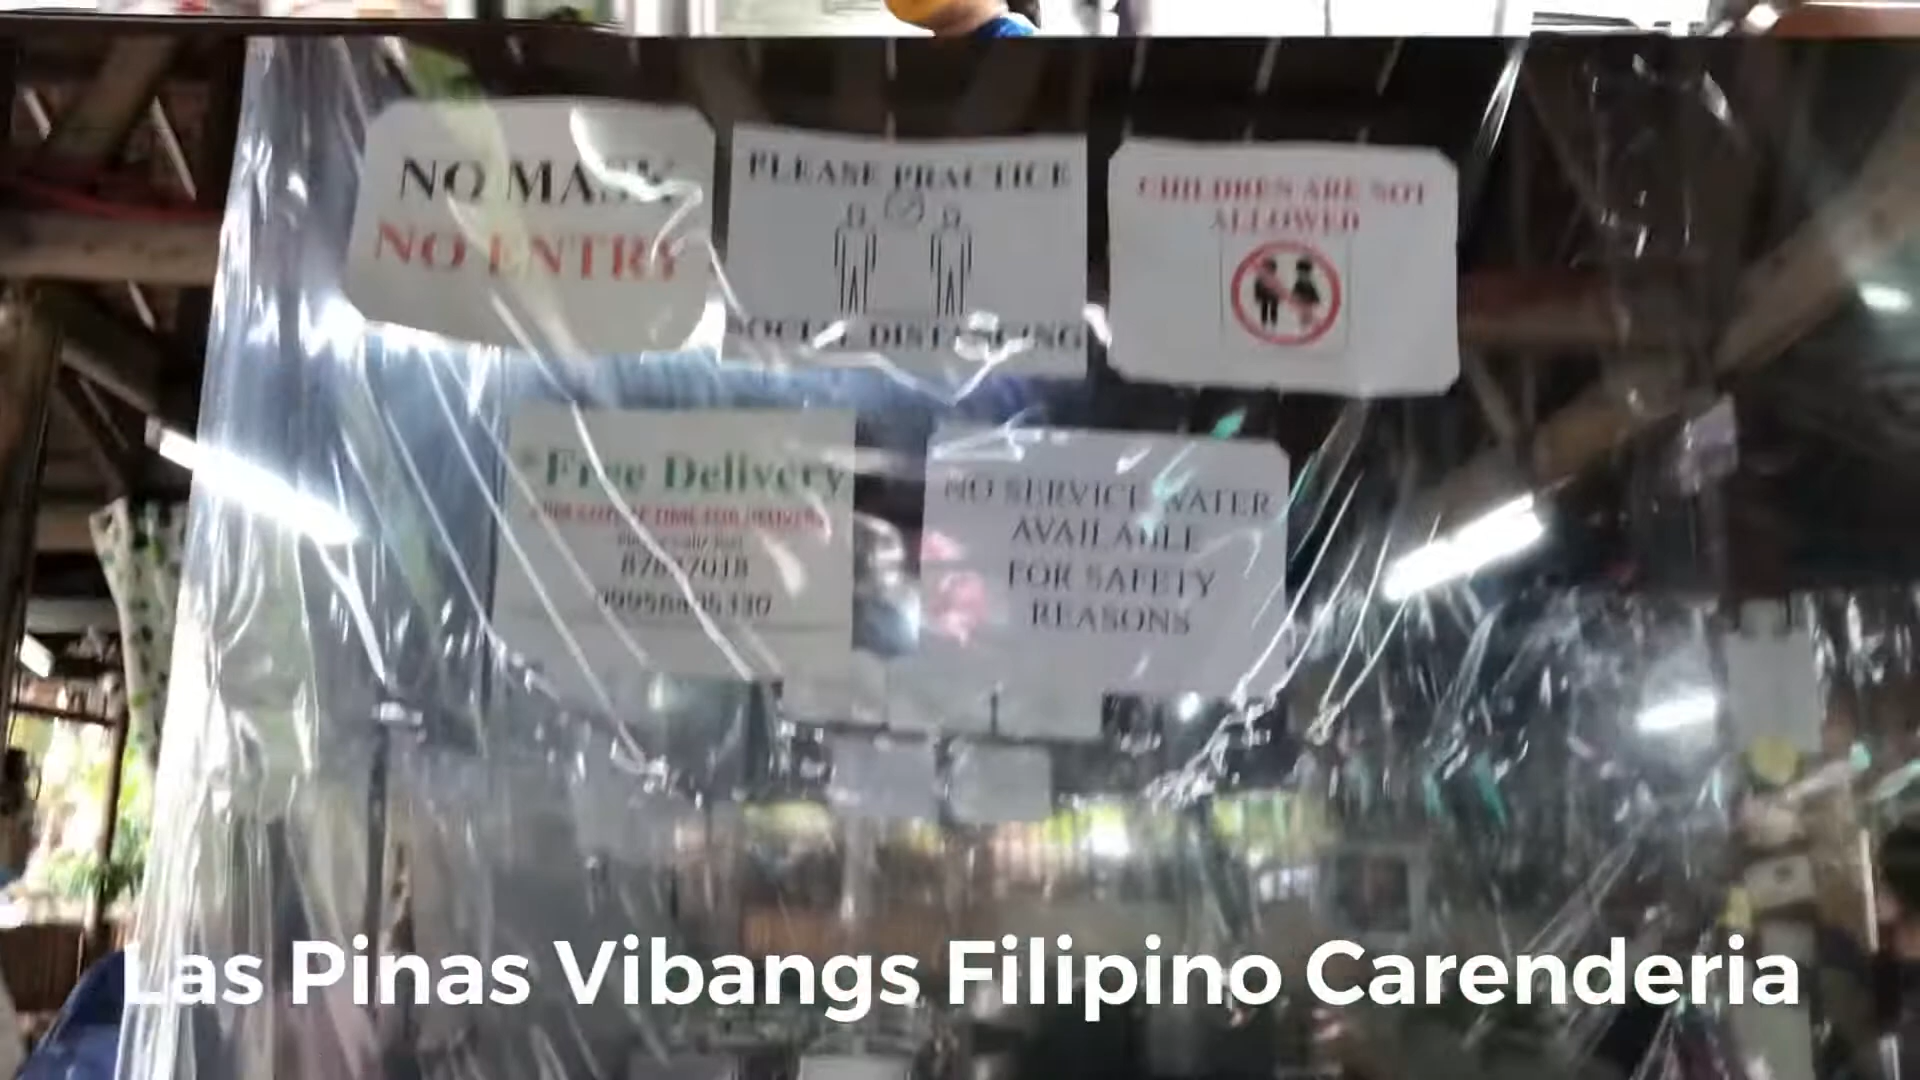 NO MASK
NO ENTRY
PLEASE PRACTICE
SOCIAL DISTANCING
CHILDREN ARE NOT
ALLOWED
Free Delivery
NO SERVICE WATER
AVAILABLE
FOR SAFETY
REASONS
Las Pinas Vibangs Filipino Carenderia